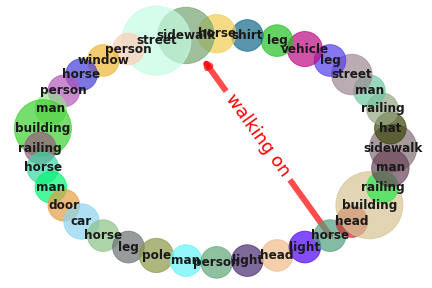 horse
sidewalk
shirt
street
leg
person
vehicle
window
leg
horse
street
person
man
man
railing
building
hat
railing
sidewalk
horse
man
man
railing
door
building
car
head
horse
horse
leg
light
pole
head
man
light
person
walking on